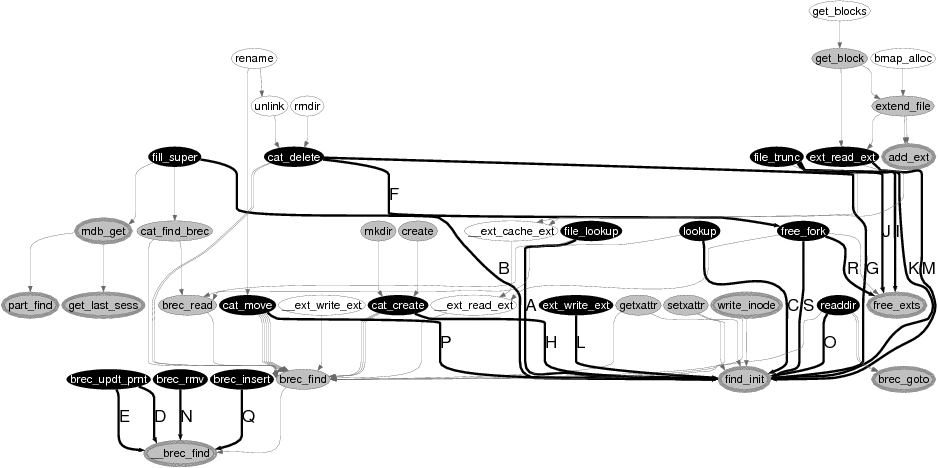 get_blocks
rename
get_block
bmap_alloc
unlink
rmdir
extend_file
fill_super
cat_delete
file_trunc
ext_read_ext
add_ext
F
mdb_get
cat_find_brec
mkdir
create
__ext_cache_ext
file_lookup
lookup
free_fork
J
I
B
R
G
K
M
part_find
get_last_sess
brec_read
cat_move
__ext_write_ext
cat_create
__ext_read_ext
A
ext_write_ext
getxattr
setxattr
write_inode
C
S
readdir
free_exts
P
H
L
O
brec_updt_prnt
brec_rmv
brec_insert
brec_find
find_init
brec_goto
E
D
N
Q
__brec_find